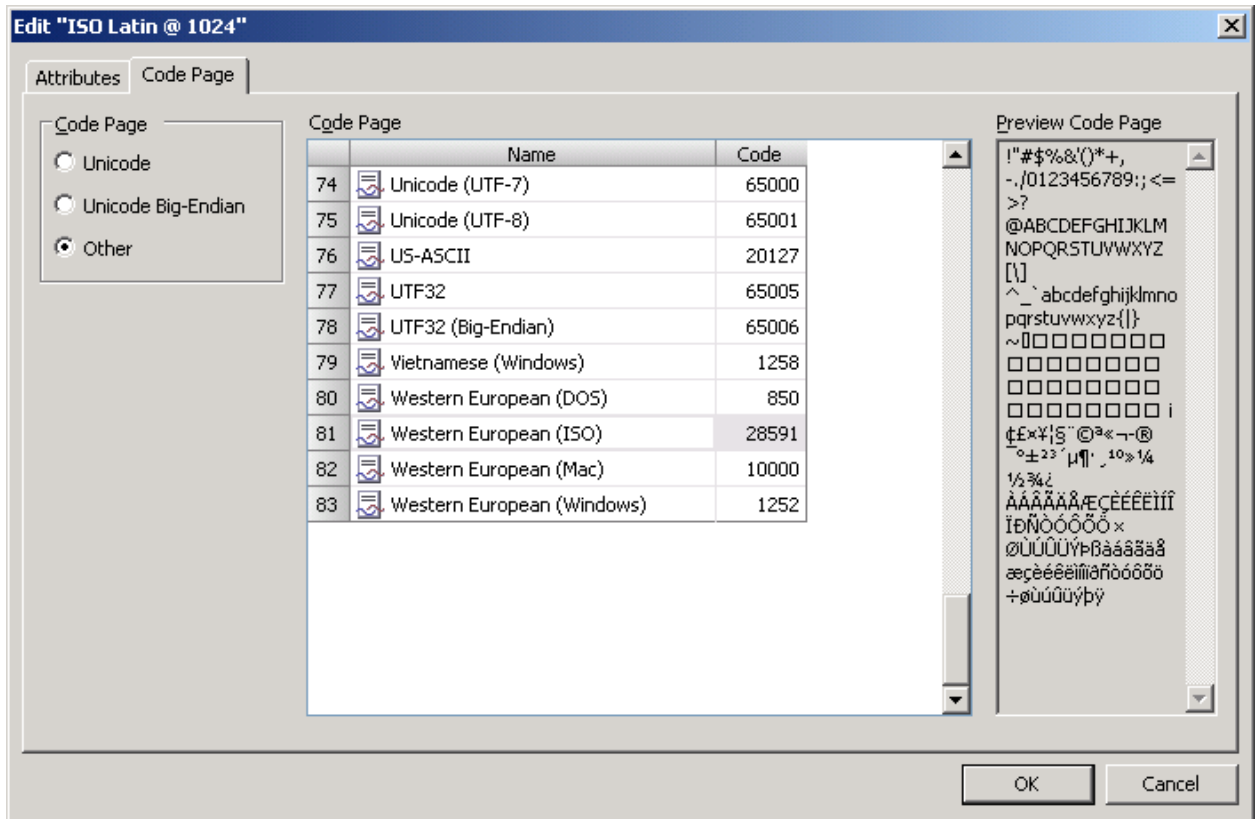 Edit "ISO Latin @ 1024"
Attributes Code Page
Code Page
Unicode
Unicode Big-Endian
Other
Code Page
Name Code
74 Unicode (UTF-7) 65000
75 Unicode (UTF-8) 65001
76 US-ASCII 20127
77 UTF32 65005
78 UTF32 (Big-Endian) 65006
79 Vietnamese (Windows) 1258
80 Western European (DOS) 850
81 Western European (ISO) 28591
82 Western European (Mac) 10000
83 Western European (Windows) 1252
Preview Code Page
!"#$%&'()*+,
-./0123456789:;<=
>?
@ABCDEFGHIJKLM
NOPQRSTUVWXYZ
[\]
^_`abcdefghijklmno
pqrstuvwxyz{|}
~▯□□□□□□□
□□□□□□□□
□□□□□□□□
□□□□□□□□ ¡
¢£¤¥¦§¨©ª«¬-®
¯°±²³´µ¶·¸¹º»¼
½¾¿
ÀÁÂÃÄÅÆÇÈÉÊËÌÍÎ
ÏÐÑÒÓÔÕÖ×
ØÙÚÛÜÝÞßàáâãäå
æçèéêëìíîïðñòóôõö
÷øùúûüýþÿ
OK Cancel